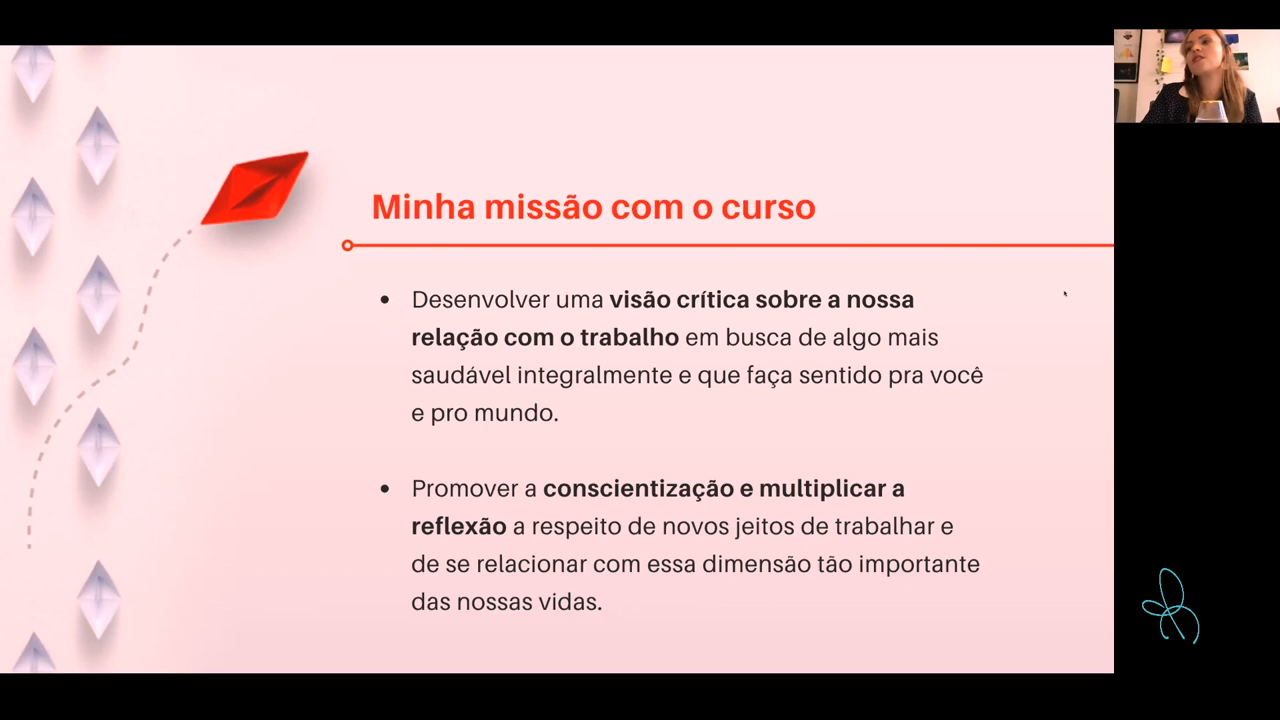 Minha missão com o curso
• Desenvolver uma visão crítica sobre a nossa
relação com o trabalho em busca de algo mais
saudável integralmente e que faça sentido pra você
e pro mundo.
• Promover a conscientização e multiplicar a
reflexão a respeito de novos jeitos de trabalhar e
de se relacionar com essa dimensão tão importante
das nossas vidas.